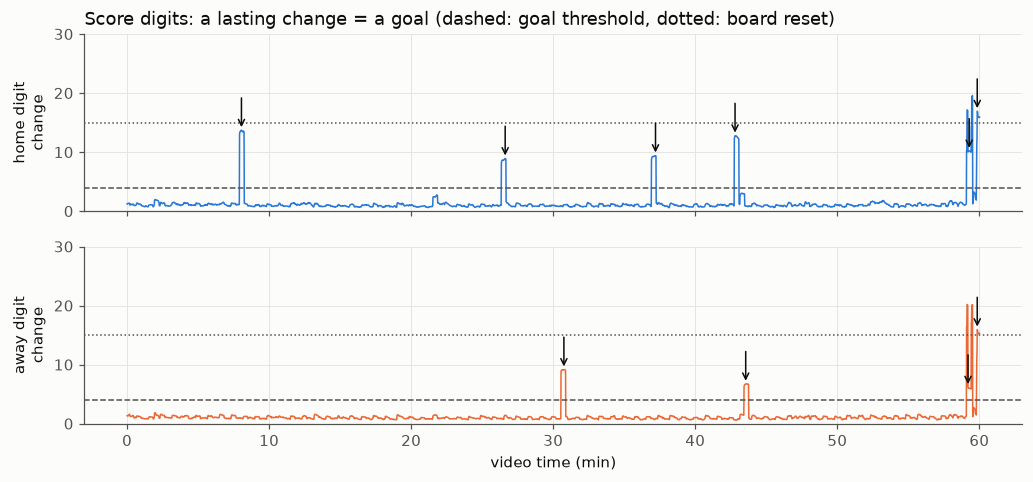 Score digits: a lasting change = a goal (dashed: goal threshold, dotted: board reset)
home digit
change
30
20
10
0
away digit
change
30
20
10
0
0 10 20 30 40 50 60
video time (min)